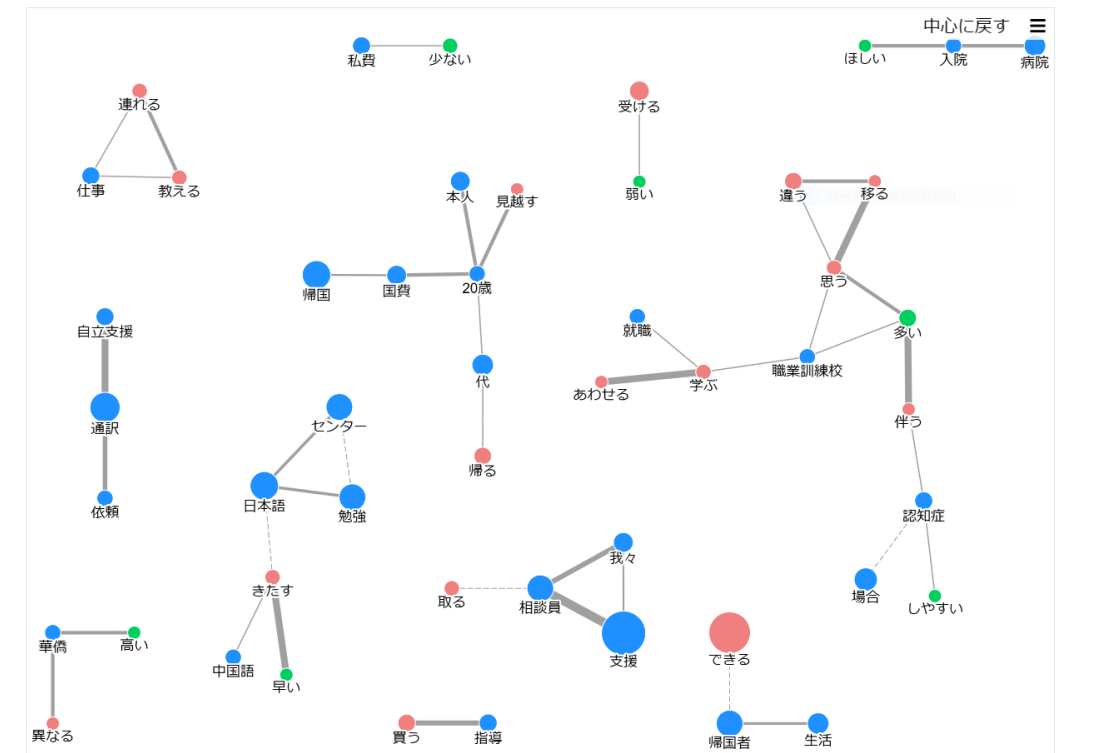 中心に戻す
私費
少ない
ほしい
入院
病院
連れる
受ける
仕事
教える
弱い
本人
見越す
違う
移る
帰国
国費
20歳
思う
自立支援
就職
多い
代
職業訓練校
あわせる
学ぶ
通訳
センター
伴う
帰る
日本語
勉強
依頼
認知症
我々
きたす
取る
相談員
場合
しやすい
華僑
高い
中国語
早い
支援
できる
異なる
買う
指導
帰国者
生活